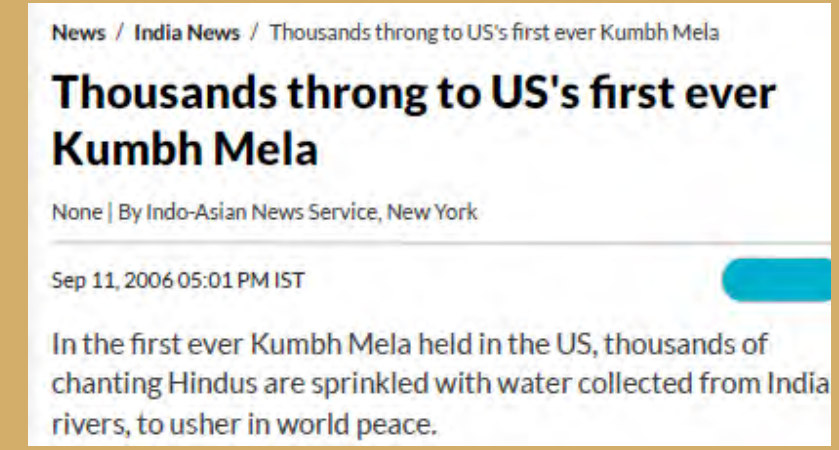 News / India News / Thousands throng to US's first ever Kumbh Mela
Thousands throng to US's first ever
Kumbh Mela
None | By Indo-Asian News Service, New York
Sep 11, 2006 05:01 PM IST
In the first ever Kumbh Mela held in the US, thousands of
chanting Hindus are sprinkled with water collected from India
rivers, to usher in world peace.